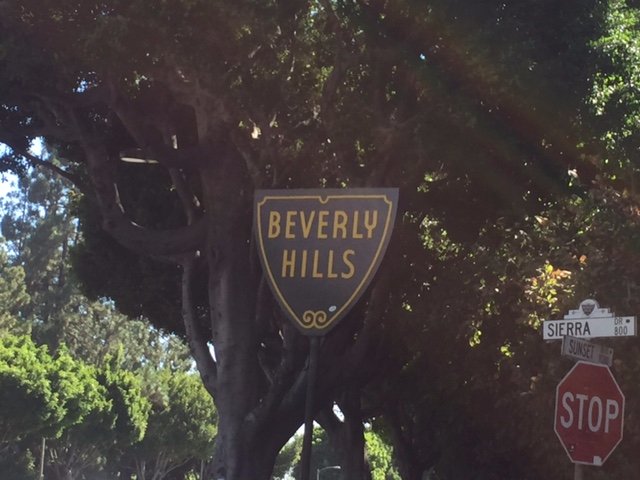 BEVERLY
HILLS
SIERRA DR
800
SUNSET
STOP